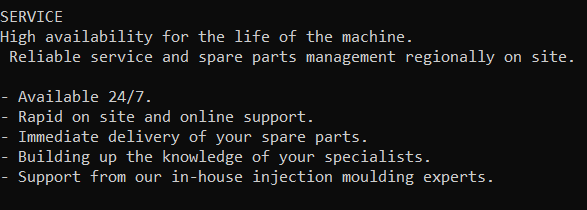 SERVICE
High availability for the life of the machine.
Reliable service and spare parts management regionally on site.
- Available 24/7.
- Rapid on site and online support.
- Immediate delivery of your spare parts.
- Building up the knowledge of your specialists.
- Support from our in-house injection moulding experts.